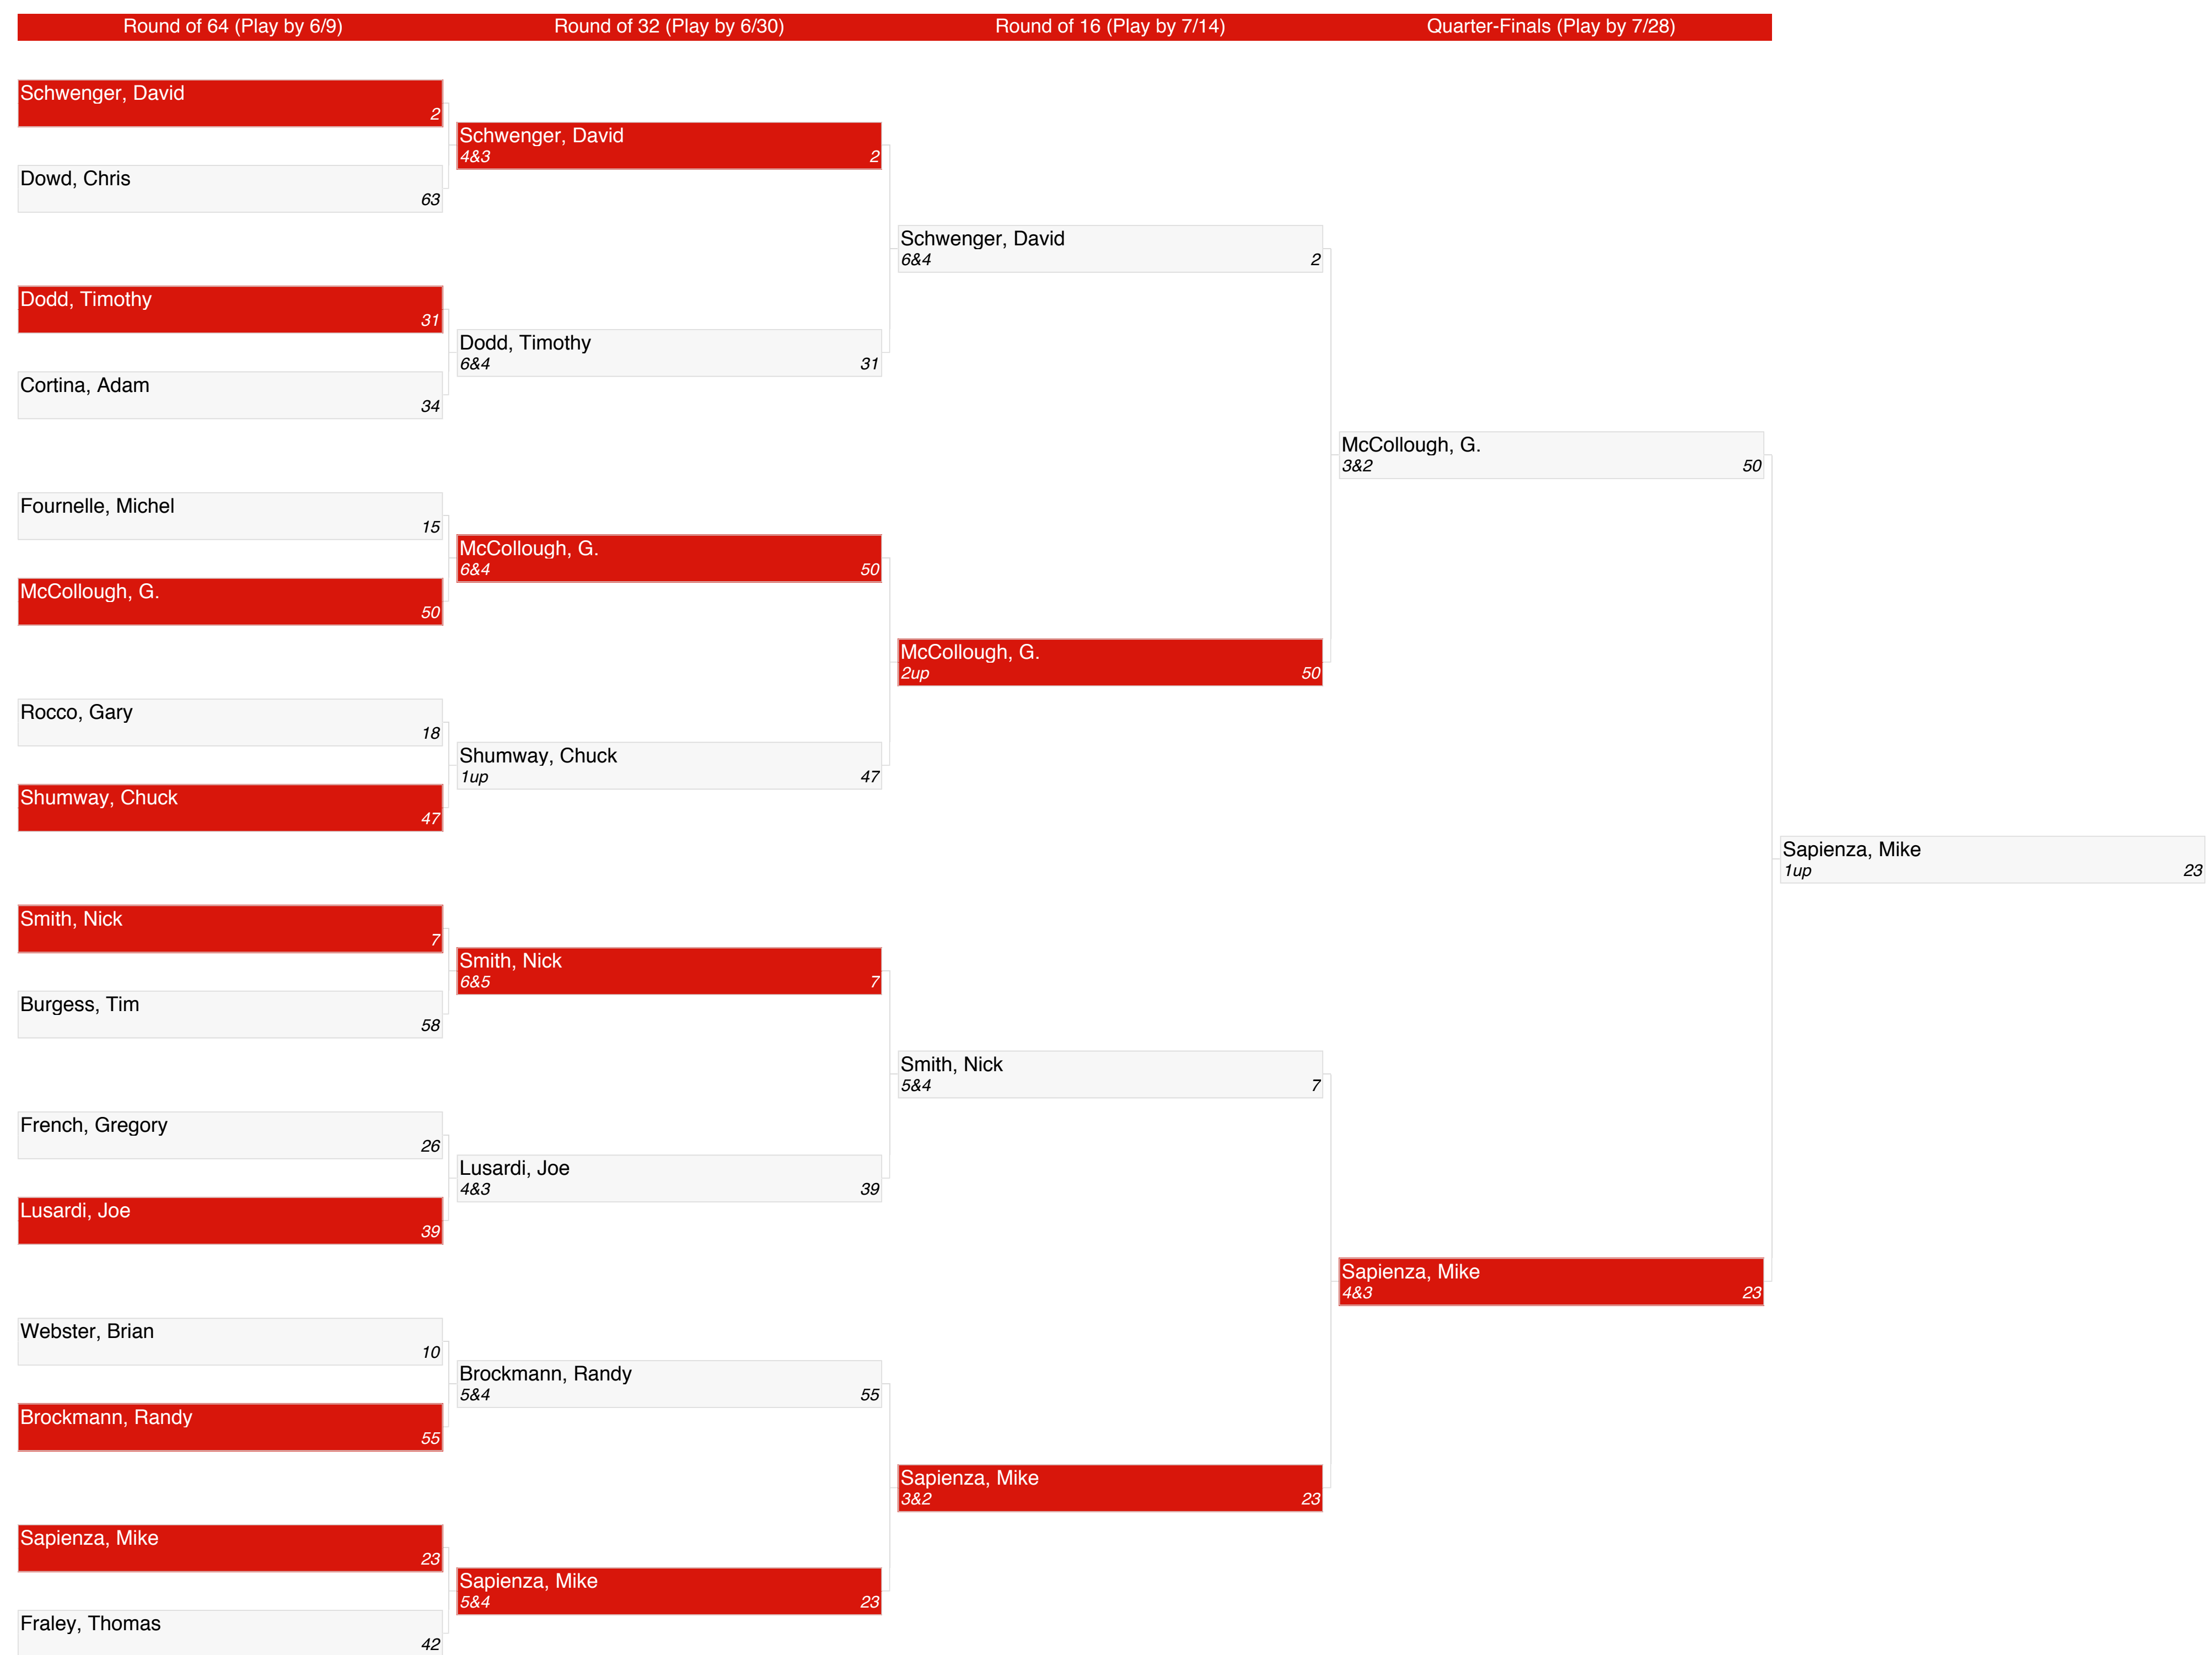 Round of 64 (Play by 6/9)
Round of 32 (Play by 6/30)
Round of 16 (Play by 7/14)
Quarter-Finals (Play by 7/28)
Schwenger, David
2
Dowd, Chris
63
Dodd, Timothy
31
Cortina, Adam
34
Fournelle, Michel
15
McCollough, G.
50
Rocco, Gary
18
Shumway, Chuck
47
Smith, Nick
7
Burgess, Tim
58
French, Gregory
26
Lusardi, Joe
39
Webster, Brian
10
Brockmann, Randy
55
Sapienza, Mike
23
Fraley, Thomas
42
Schwenger, David
4&3 2
Dodd, Timothy
6&4 31
McCollough, G.
6&4 50
Shumway, Chuck
1up 47
Smith, Nick
6&5 7
Lusardi, Joe
4&3 39
Brockmann, Randy
5&4 55
Sapienza, Mike
5&4 23
Schwenger, David
6&4 2
McCollough, G.
2up 50
Smith, Nick
5&4 7
Sapienza, Mike
3&2 23
McCollough, G.
3&2 50
Sapienza, Mike
4&3 23
Sapienza, Mike
1up 23